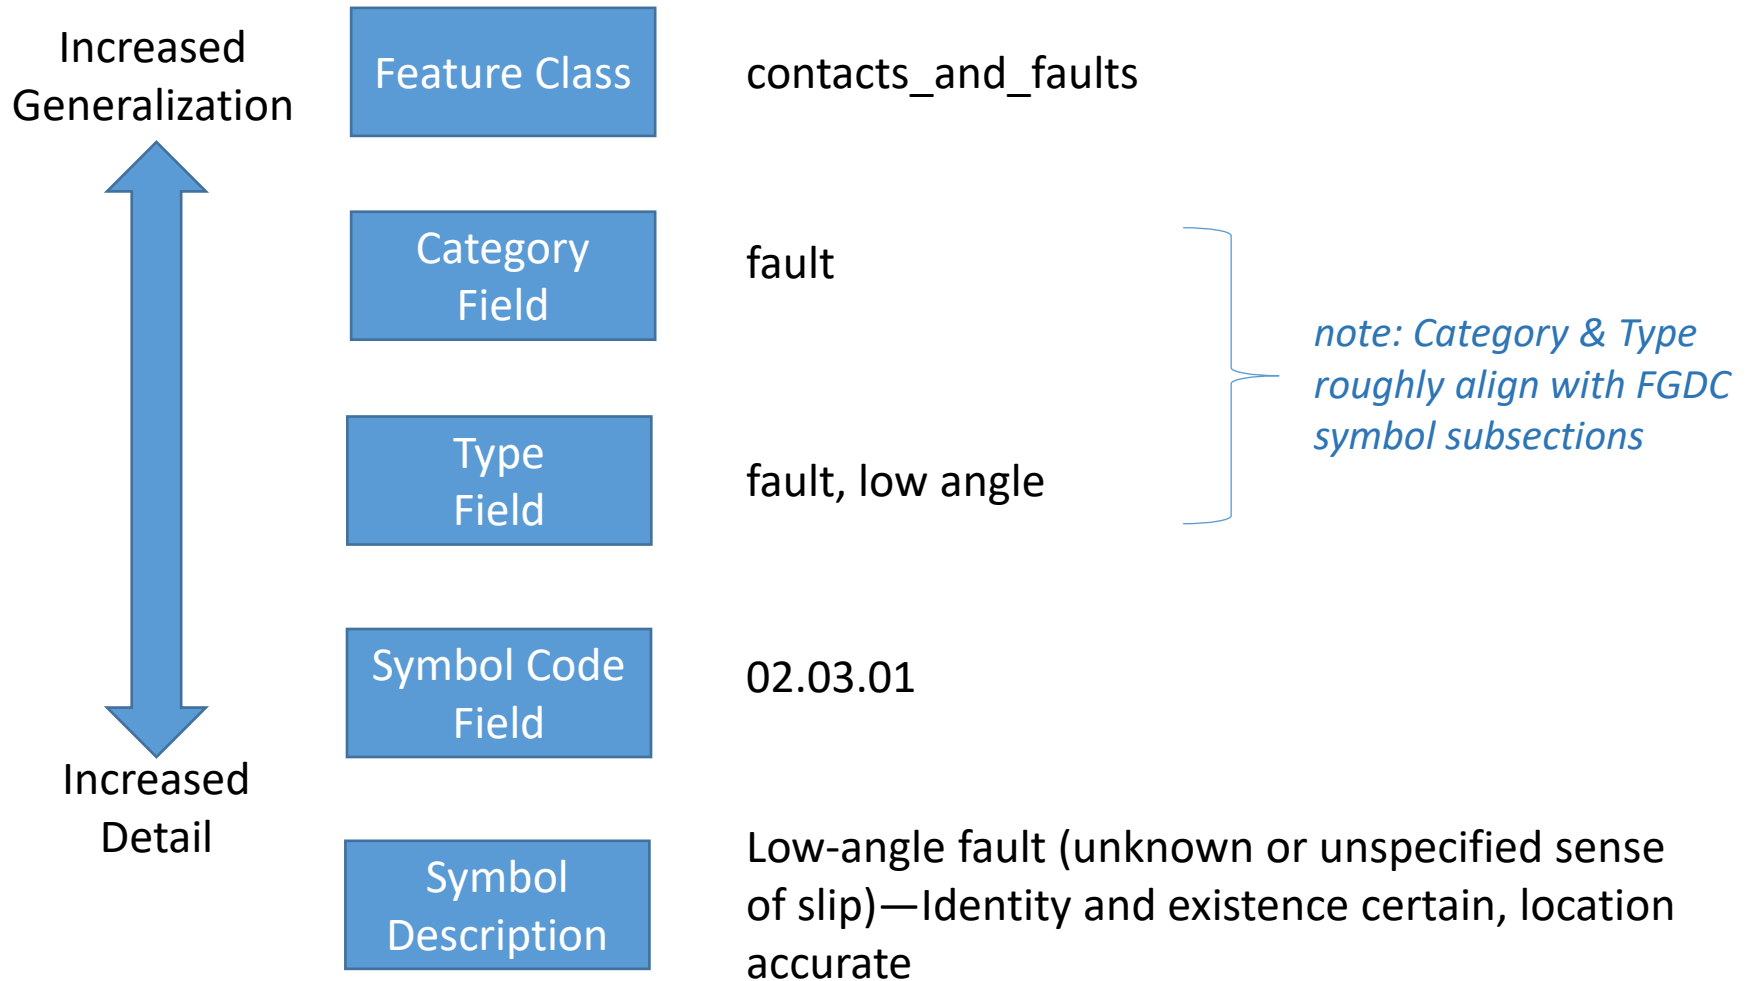 Increased
Generalization
Feature Class
contacts_and_faults
Category
Field
fault
note: Category & Type
roughly align with FGDC
symbol subsections
Type
Field
fault, low angle
Symbol Code
Field
02.03.01
Increased
Detail
Symbol
Description
Low-angle fault (unknown or unspecified sense
of slip)—Identity and existence certain, location
accurate